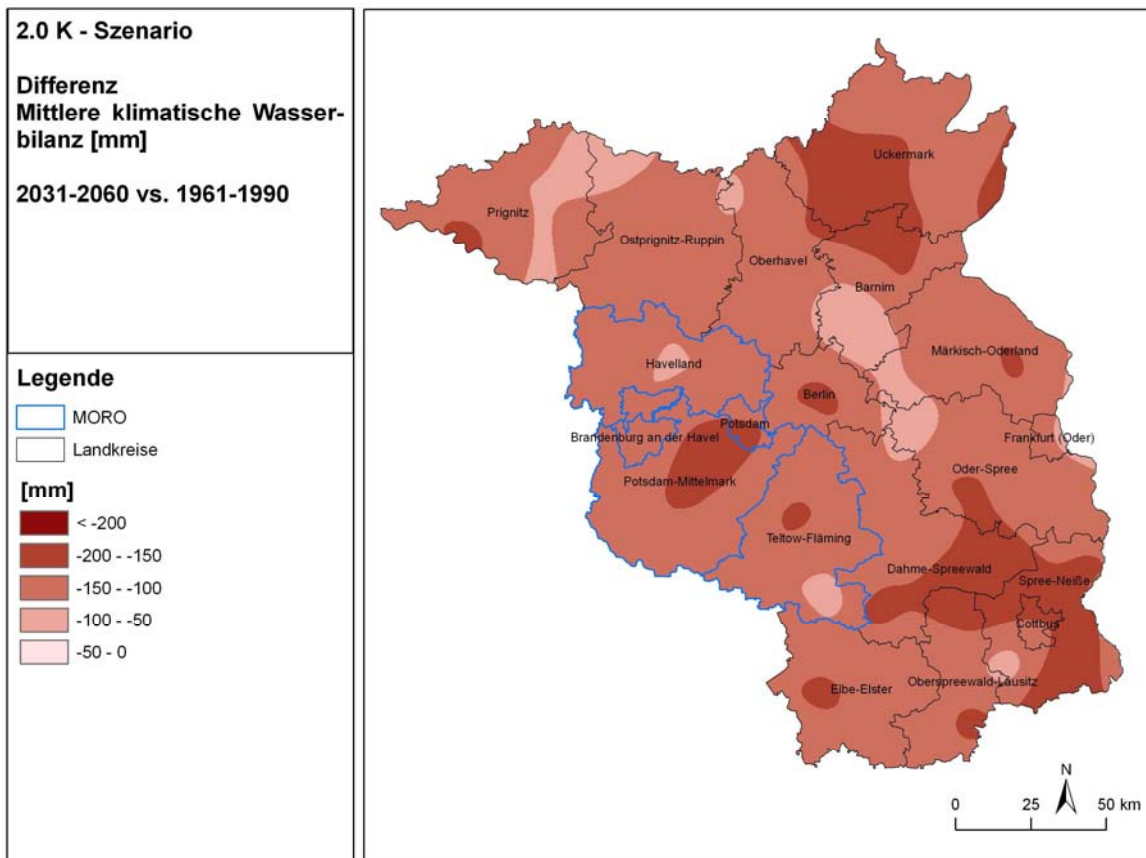 2.0 K - Szenario
Differenz
Mittlere klimatische Wasser-
bilanz [mm]
2031-2060 vs. 1961-1990
Legende
MORO
Landkreise
[mm]
< -200
-200 - -150
-150 - -100
-100 - -50
-50 - 0
Uckermark
Prignitz
Ostprignitz-Ruppin
Oberhavel
Barnim
Havelland
Märkisch-Oderland
Berlin
Potsdam
Brandenburg an der Havel
Frankfurt (Oder)
Oder-Spree
Potsdam-Mittelmark
Teltow-Fläming
Dahme-Spreewald
Spree-Neiße
Cottbus
Elbe-Elster
Oberspreewald-Lausitz
N
0 25 50 km